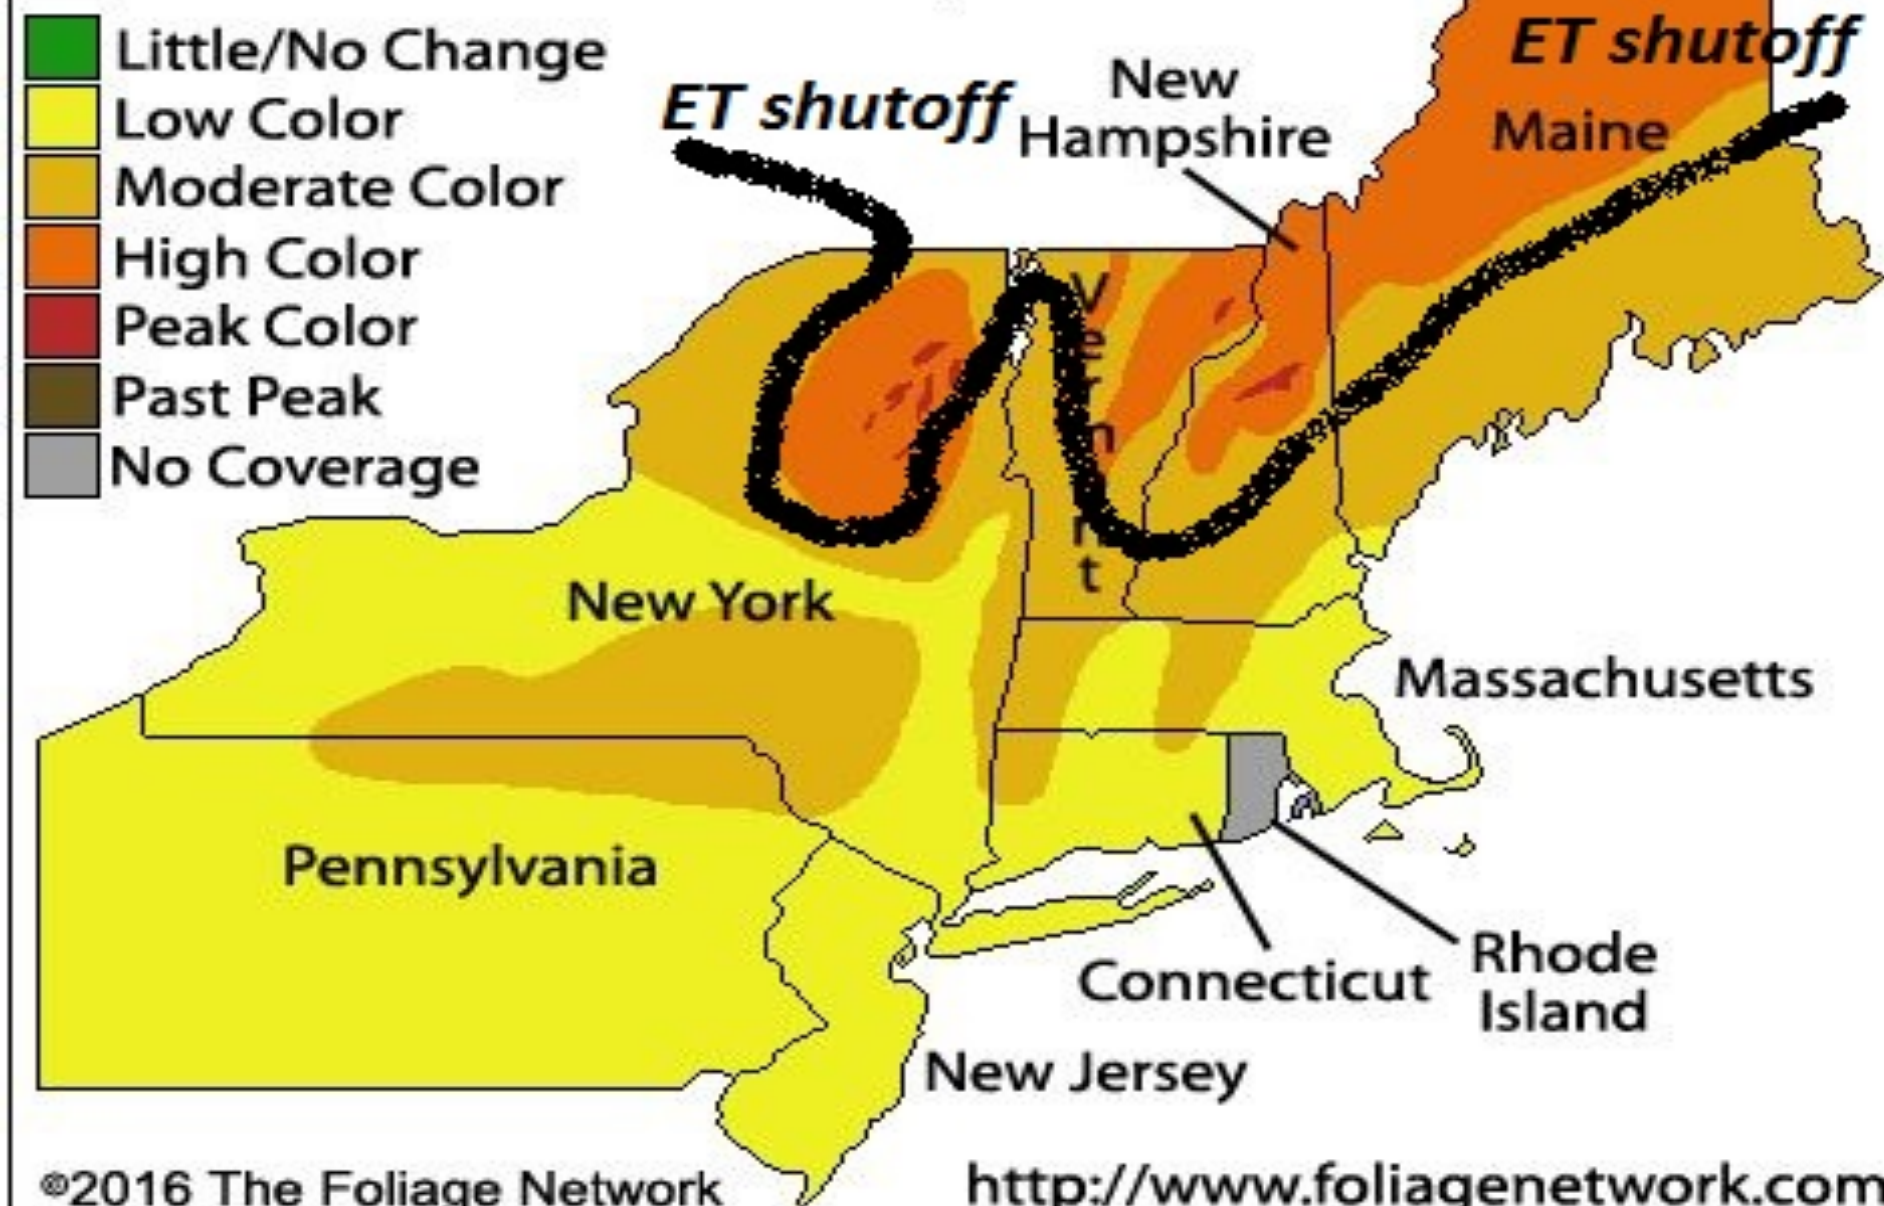 Little/No Change
Low Color
Moderate Color
High Color
Peak Color
Past Peak
No Coverage
ET shutoff
New
Hampshire
ET shutoff
Maine
New York
Massachusetts
Pennsylvania
Connecticut
Rhode
Island
New Jersey
©2016 The Foliage Network
http://www.foliagenetwork.com